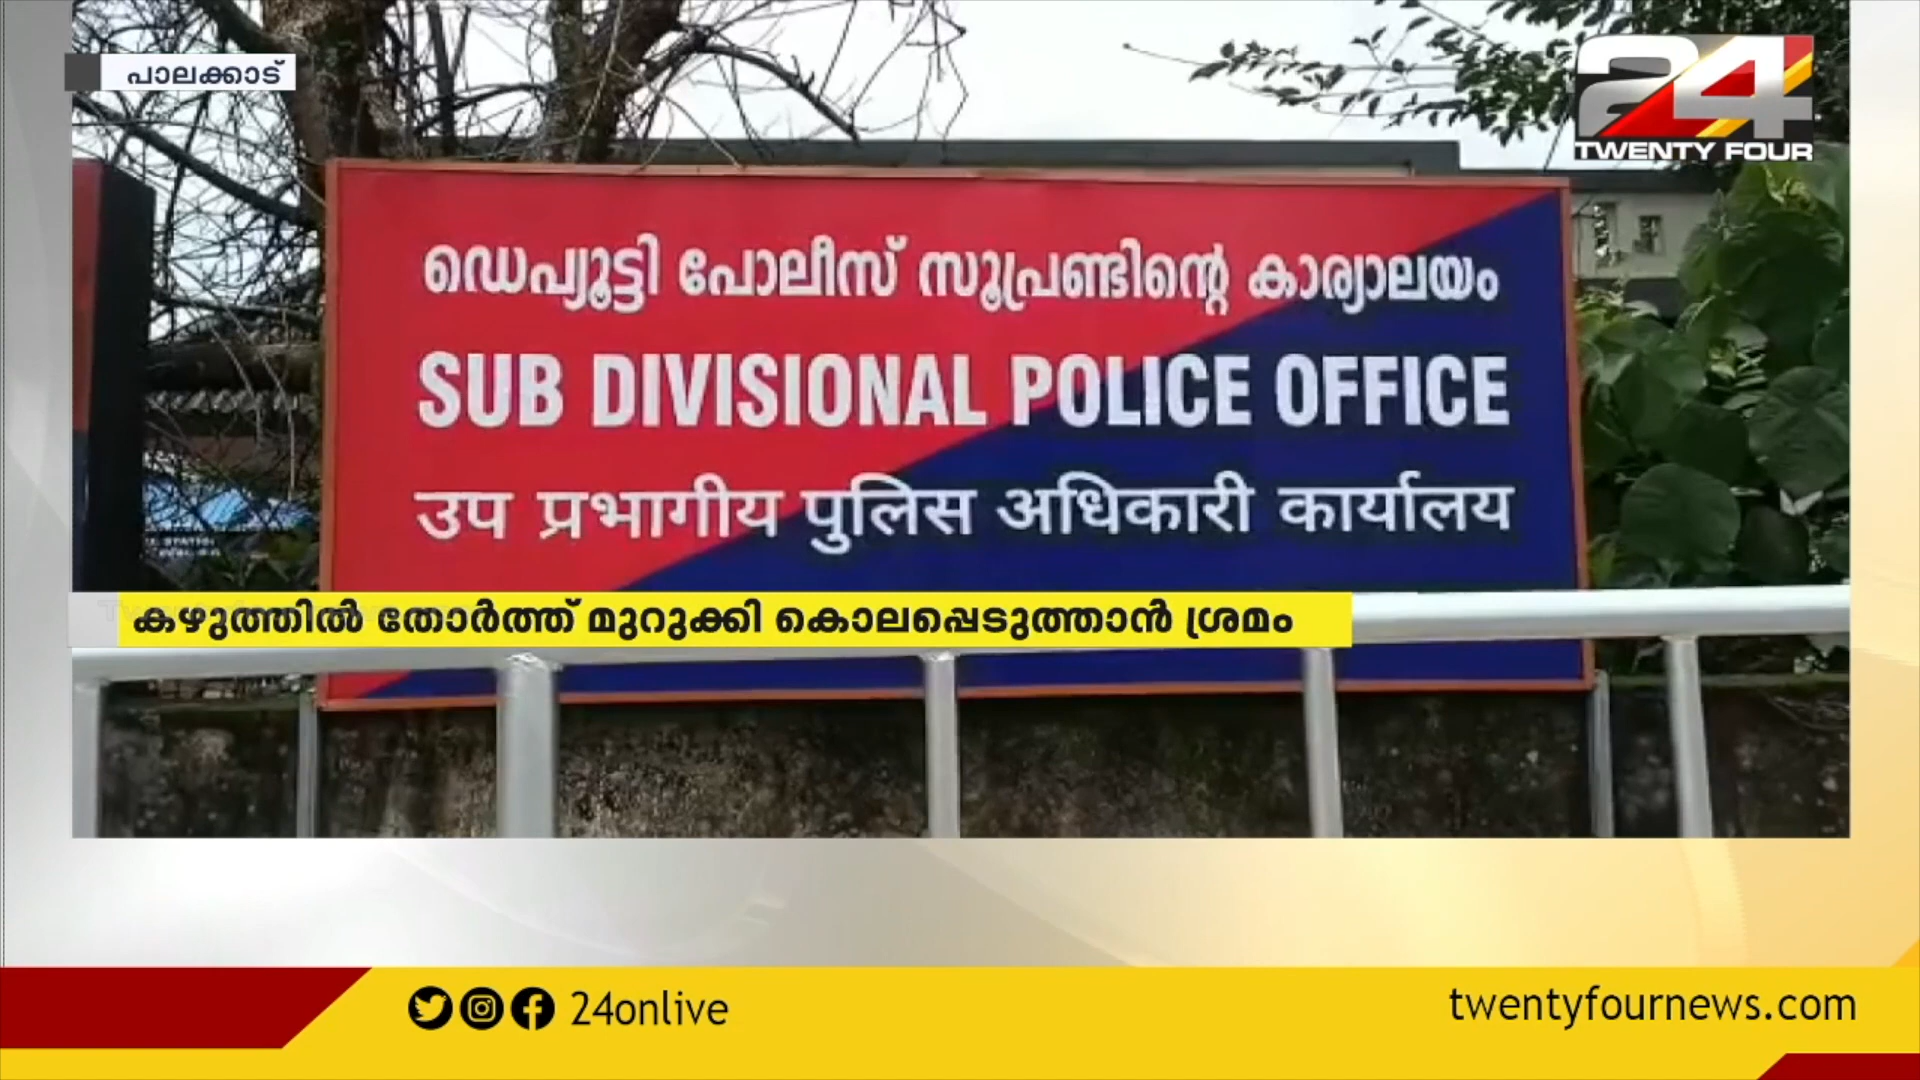 പാലക്കാട്
24
TWENTY FOUR
ഡെപ്യൂട്ടി പോലീസ് സൂപ്രണ്ടിന്റെ കാര്യാലയം
SUB DIVISIONAL POLICE OFFICE
उप प्रभागीय पुलिस अधिकारी कार्यालय
കഴുത്തിൽ തോർത്ത് മുറുക്കി കൊലപ്പെടുത്താൻ ശ്രമം
24onlive
twentyfournews.com